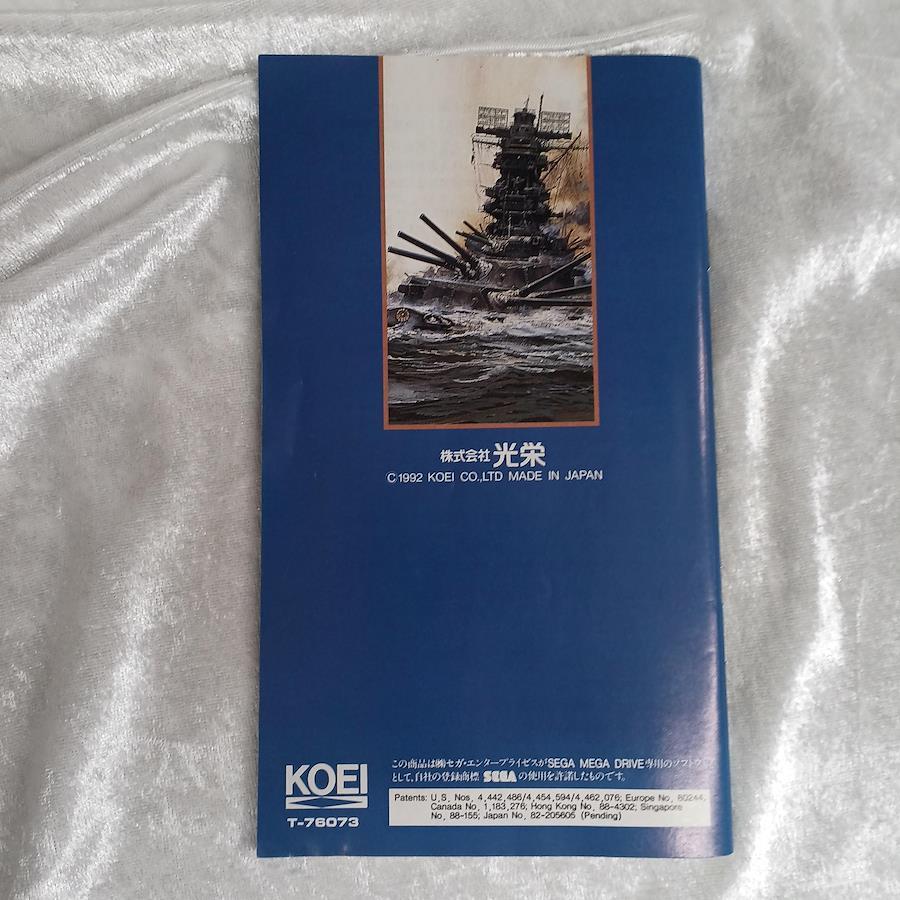 株式会社 光栄
©1992 KOEI CO.,LTD MADE IN JAPAN
KOEI
T-76073
この商品は㈱セガ・エンタープライゼスがSEGA MEGA DRIVE専用のソフトウ
として、自社の登録商標 SEGA の使用を許諾したものです。
Patents: U.S. Nos. 4,442,486/4,454,594/4,462,076; Europe No. 80244;
Canada No. 1,183,276; Hong Kong No. 88-4302; Singapore
No. 88-155; Japan No. 82-205605 (Pending)